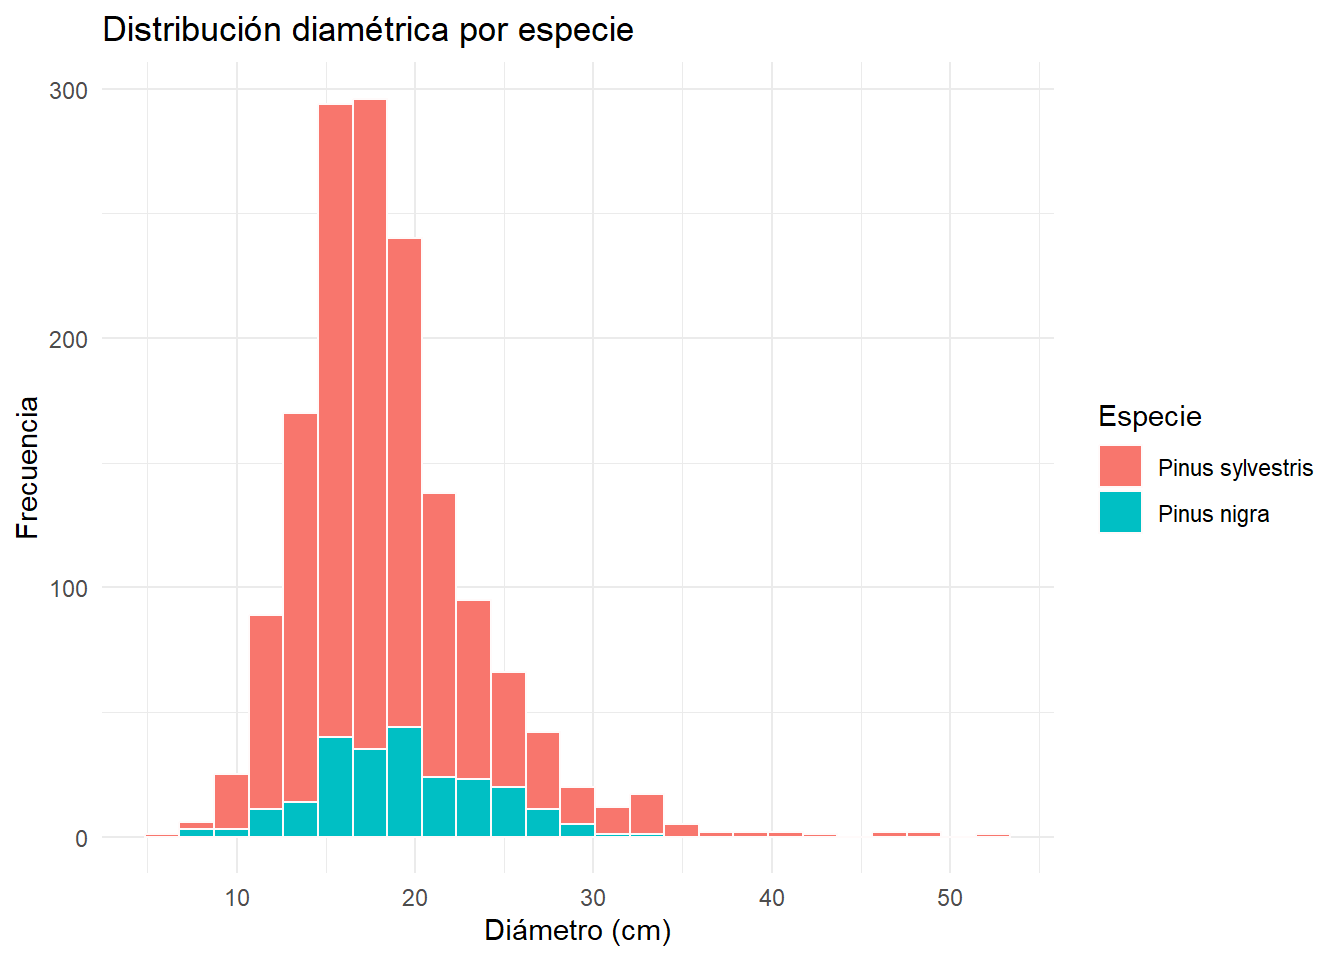 Distribución diamétrica por especie
300
200
100
0
Frecuencia
10 20 30 40 50
Diámetro (cm)
Especie
Pinus sylvestris
Pinus nigra